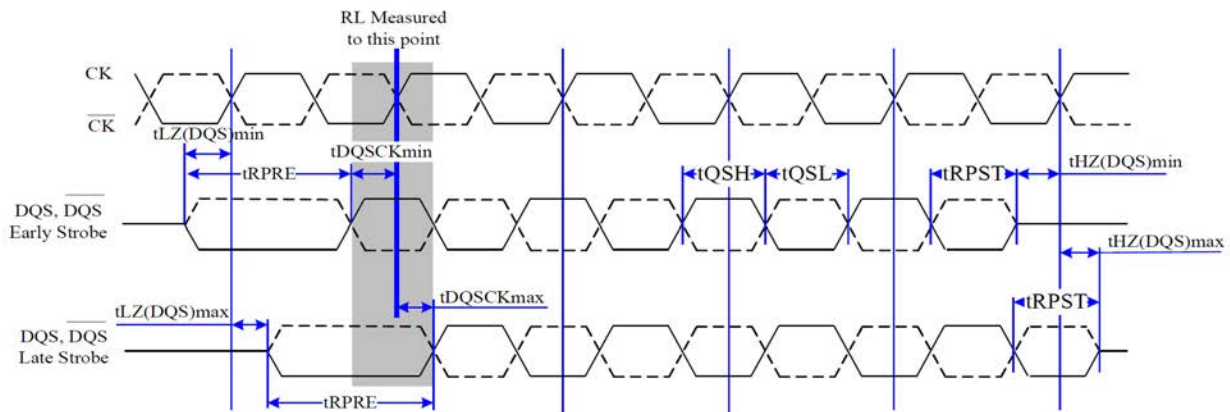 RL Measured
to this point
CK
CK
tLZ(DQS)min
tDQSCKmin
tRPRE
tQSH
tQSL
tRPST
tHZ(DQS)min
DQS, DQS
Early Strobe
tHZ(DQS)max
tDQSCKmax
tLZ(DQS)max
tRPST
DQS, DQS
Late Strobe
tRPRE